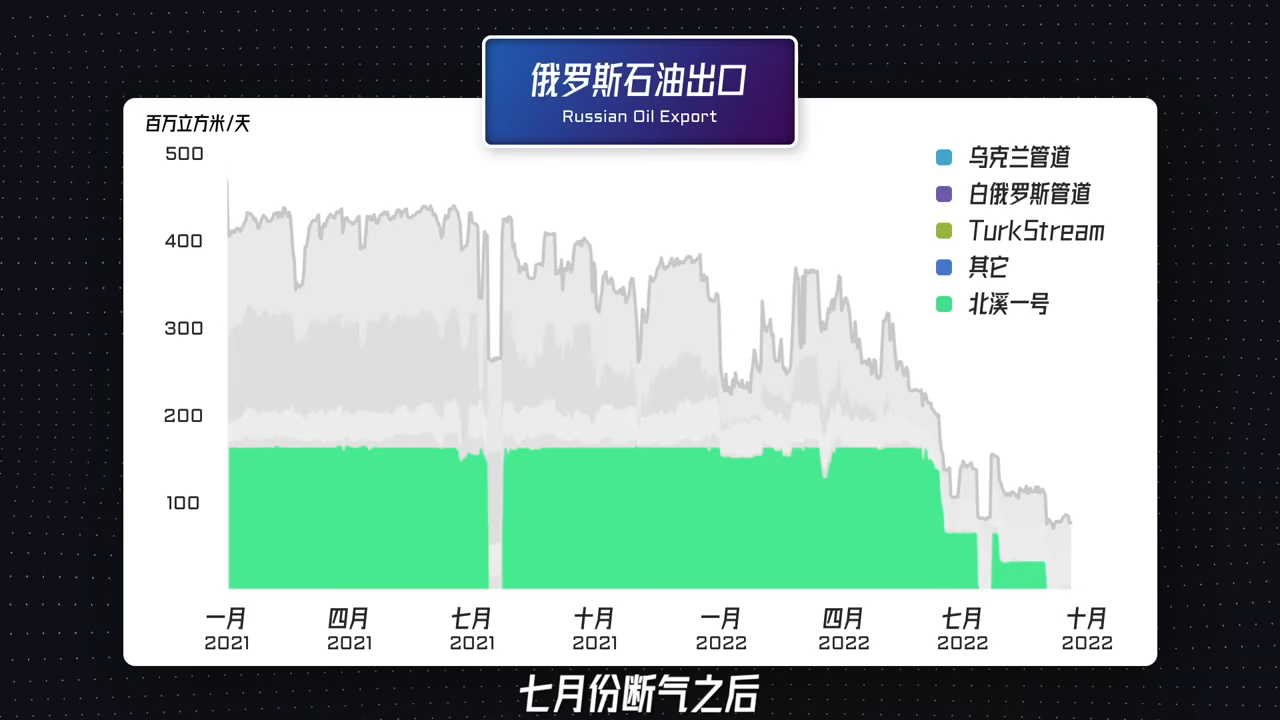 俄罗斯石油出口
Russian Oil Export
百万立方米/天
500
400
300
200
100
乌克兰管道
白俄罗斯管道
TurkStream
其它
北溪一号
一月 四月 七月 十月 一月 四月 七月 十月
2021 2021 2021 2021 2022 2022 2022 2022
七月份断气之后